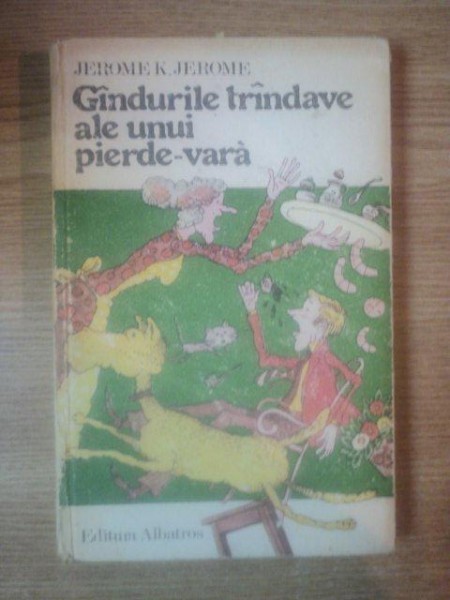 JEROME K. JEROME
Gîndurile trîndave
ale unui
pierde-vară
Editura Albatros